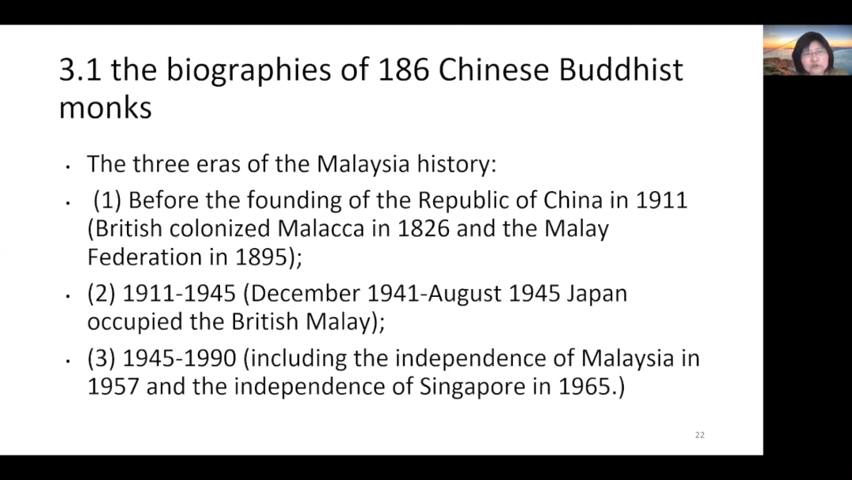 3.1 the biographies of 186 Chinese Buddhist
monks
• The three eras of the Malaysia history:
• (1) Before the founding of the Republic of China in 1911
(British colonized Malacca in 1826 and the Malay
Federation in 1895);
• (2) 1911-1945 (December 1941-August 1945 Japan
occupied the British Malay);
• (3) 1945-1990 (including the independence of Malaysia in
1957 and the independence of Singapore in 1965.)
22